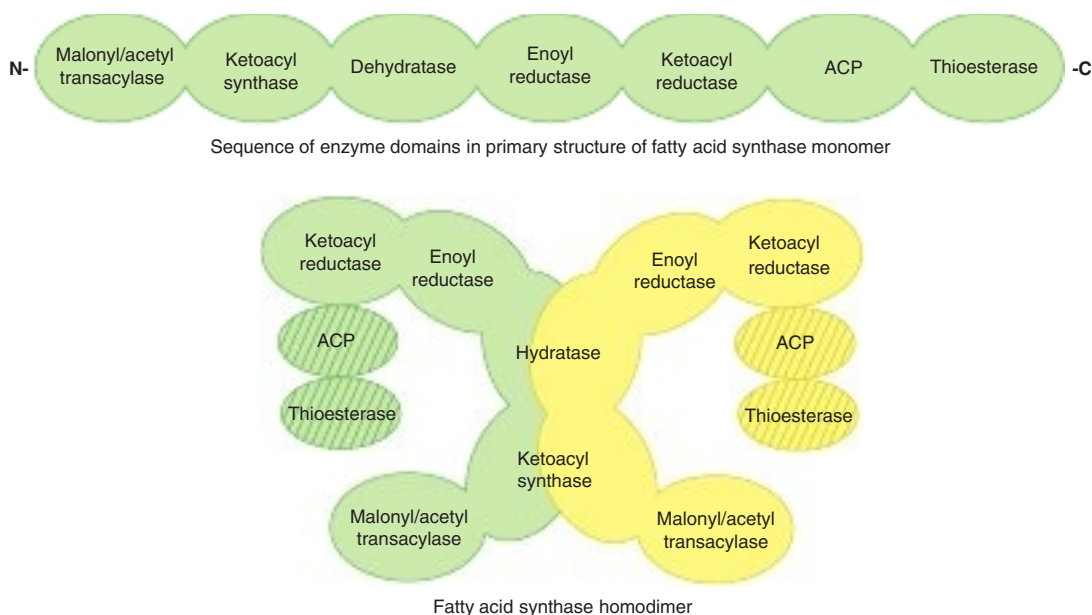 N-
Malonyl/acetyl
transacylase
Ketoacyl
synthase
Dehydratase
Enoyl
reductase
Ketoacyl
reductase
ACP
Thioesterase
-C
Sequence of enzyme domains in primary structure of fatty acid synthase monomer
Ketoacyl
reductase
Enoyl
reductase
ACP
Thioesterase
Malonyl/acetyl
transacylase
Hydratase
Ketoacyl
synthase
Enoyl
reductase
Ketoacyl
reductase
ACP
Thioesterase
Malonyl/acetyl
transacylase
Fatty acid synthase homodimer